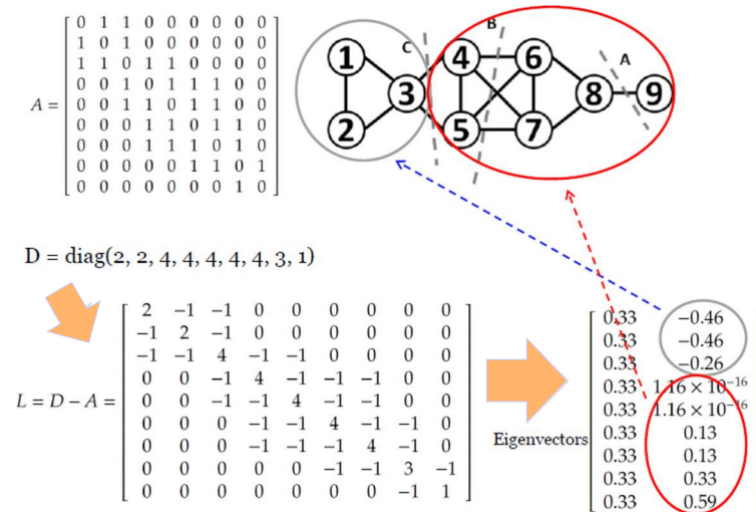 A =
0 1 1 0 0 0 0 0 0
1 0 1 0 0 0 0 0 0
1 1 0 1 1 0 0 0 0
0 0 1 0 1 1 1 0 0
0 0 1 1 0 1 1 0 0
0 0 0 1 1 0 1 1 0
0 0 0 1 1 1 0 1 0
0 0 0 0 0 1 1 0 1
0 0 0 0 0 0 0 1 0
C
B
A
1
2
3
4
5
6
7
8
9
D = diag(2, 2, 4, 4, 4, 4, 4, 3, 1)
L = D − A =
2 −1 −1 0 0 0 0 0 0
−1 2 −1 0 0 0 0 0 0
−1 −1 4 −1 −1 0 0 0 0
0 0 −1 4 −1 −1 −1 0 0
0 0 −1 −1 4 −1 −1 0 0
0 0 0 −1 −1 4 −1 −1 0
0 0 0 −1 −1 −1 4 −1 0
0 0 0 0 0 −1 −1 3 −1
0 0 0 0 0 0 0 −1 1
Eigenvectors
0.33 −0.46
0.33 −0.46
0.33 −0.26
0.33 1.16 × 10⁻¹⁶
0.33 1.16 × 10⁻¹⁶
0.33 0.13
0.33 0.13
0.33 0.33
0.33 0.59